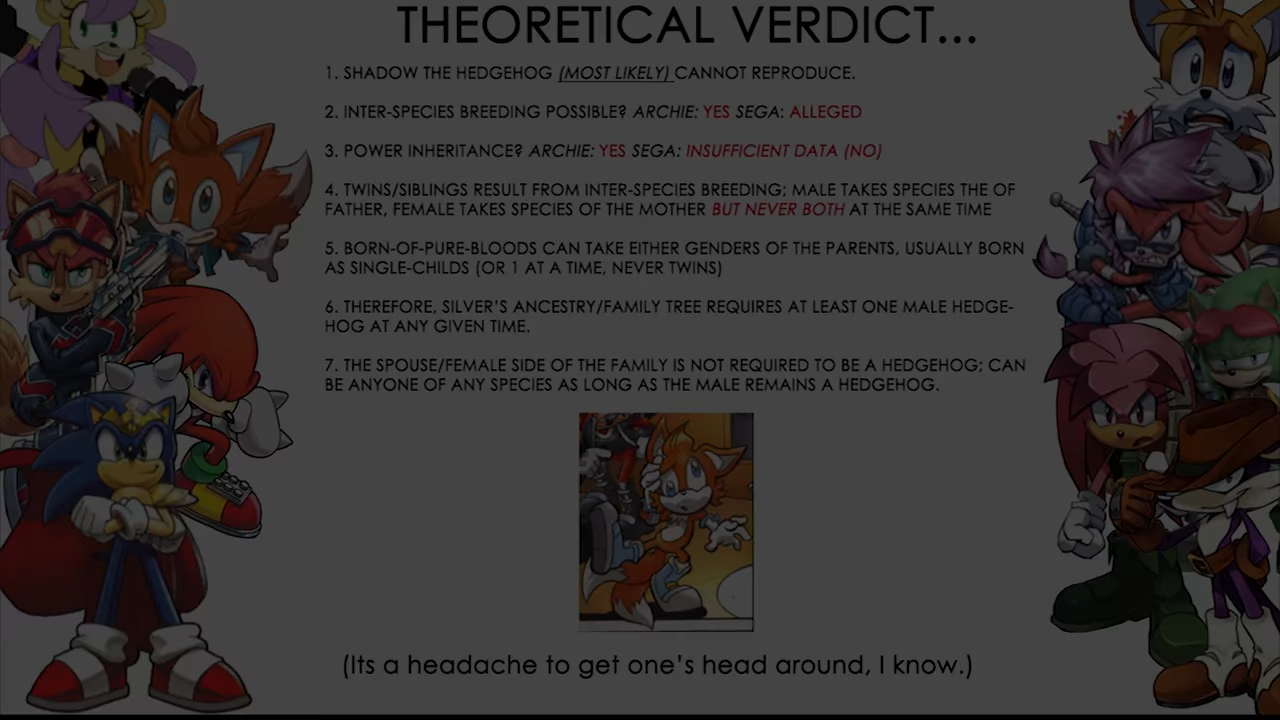 THEORETICAL VERDICT...
1. SHADOW THE HEDGEHOG (MOST LIKELY) CANNOT REPRODUCE.
2. INTER-SPECIES BREEDING POSSIBLE? ARCHIE: YES SEGA: ALLEGED
3. POWER INHERITANCE? ARCHIE: YES SEGA: INSUFFICIENT DATA (NO)
4. TWINS/SIBLINGS RESULT FROM INTER-SPECIES BREEDING; MALE TAKES SPECIES THE OF
FATHER, FEMALE TAKES SPECIES OF THE MOTHER BUT NEVER BOTH AT THE SAME TIME
5. BORN-OF-PURE-BLOODS CAN TAKE EITHER GENDERS OF THE PARENTS, USUALLY BORN
AS SINGLE-CHILDS (OR 1 AT A TIME, NEVER TWINS)
6. THEREFORE, SILVER'S ANCESTRY/FAMILY TREE REQUIRES AT LEAST ONE MALE HEDGE-
HOG AT ANY GIVEN TIME.
7. THE SPOUSE/FEMALE SIDE OF THE FAMILY IS NOT REQUIRED TO BE A HEDGEHOG; CAN
BE ANYONE OF ANY SPECIES AS LONG AS THE MALE REMAINS A HEDGEHOG.
(Its a headache to get one's head around, I know.)